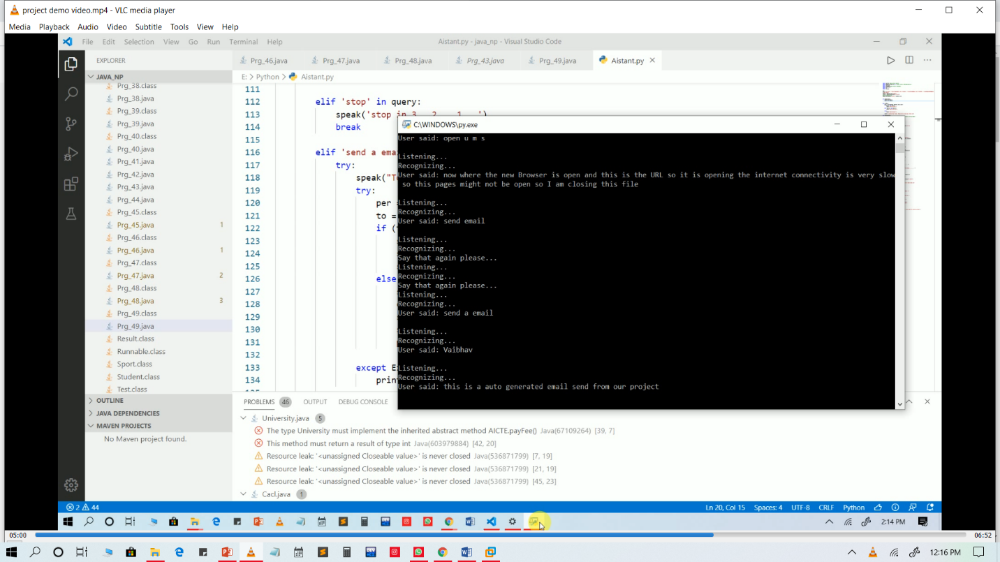 project demo video.mp4 - VLC media player
Media Playback Audio Video Subtitle Tools View Help
File Edit Selection View Go Run Terminal Help
Aistant.py - java_np - Visual Studio Code
EXPLORER
Prg_46.java Prg_47.java Prg_48.java Prg_43.java Prg_49.java Aistant.py
JAVA_NP
E: > Python > Aistant.py
Prg_38.class
Prg_38.java
Prg_39.class
Prg_39.java
Prg_40.class
Prg_40.java
Prg_41.java
Prg_42.java
Prg_43.java
Prg_44.java
Prg_45.class
Prg_45.java 1
Prg_46.class
Prg_46.java 1
Prg_47.class
Prg_47.java 2
Prg_48.class
Prg_48.java 3
Prg_49.class
Prg_49.java
Result.class
Runnable.class
Sport.class
Student.class
Test.class
OUTLINE
JAVA DEPENDENCIES
MAVEN PROJECTS
No Maven project found.
111
112 elif 'stop' in query:
113 speak('stop in 3.. 2... 1...')
114 break
115
116 elif 'send a emai
117 try:
118 speak("T
119 try:
120 per
121 to =
122 if (
123
124
125
126 else
127
128
129
130
131
132
133 except E
134 prin
C:\WINDOWS\py.exe
User said: open u m s
Listening...
Recognizing...
User said: now where the new Browser is open and this is the URL so it is opening the internet connectivity is very slow
so this pages might not be open so I am closing this file
Listening...
Recognizing...
User said: send email
Listening...
Recognizing...
Say that again please...
Listening...
Recognizing...
Say that again please...
Listening...
Recognizing...
User said: send a email
Listening...
Recognizing...
User said: Vaibhav
Listening...
Recognizing...
User said: this is a auto generated email send from our project
PROBLEMS 46 OUTPUT DEBUG CONSOLE
University.java 5
The type University must implement the inherited abstract method AICTE.payFee() Java(67109264) [39, 7]
This method must return a result of type int Java(603979884) [42, 20]
Resource leak: '<unassigned Closeable value>' is never closed Java(536871799) [7, 19]
Resource leak: '<unassigned Closeable value>' is never closed Java(536871799) [21, 19]
Resource leak: '<unassigned Closeable value>' is never closed Java(536871799) [45, 23]
Cacl.java 1
2 44
Ln 20, Col 15 Spaces: 4 UTF-8 CRLF Python
2:14 PM
05:00
06:52
12:16 PM